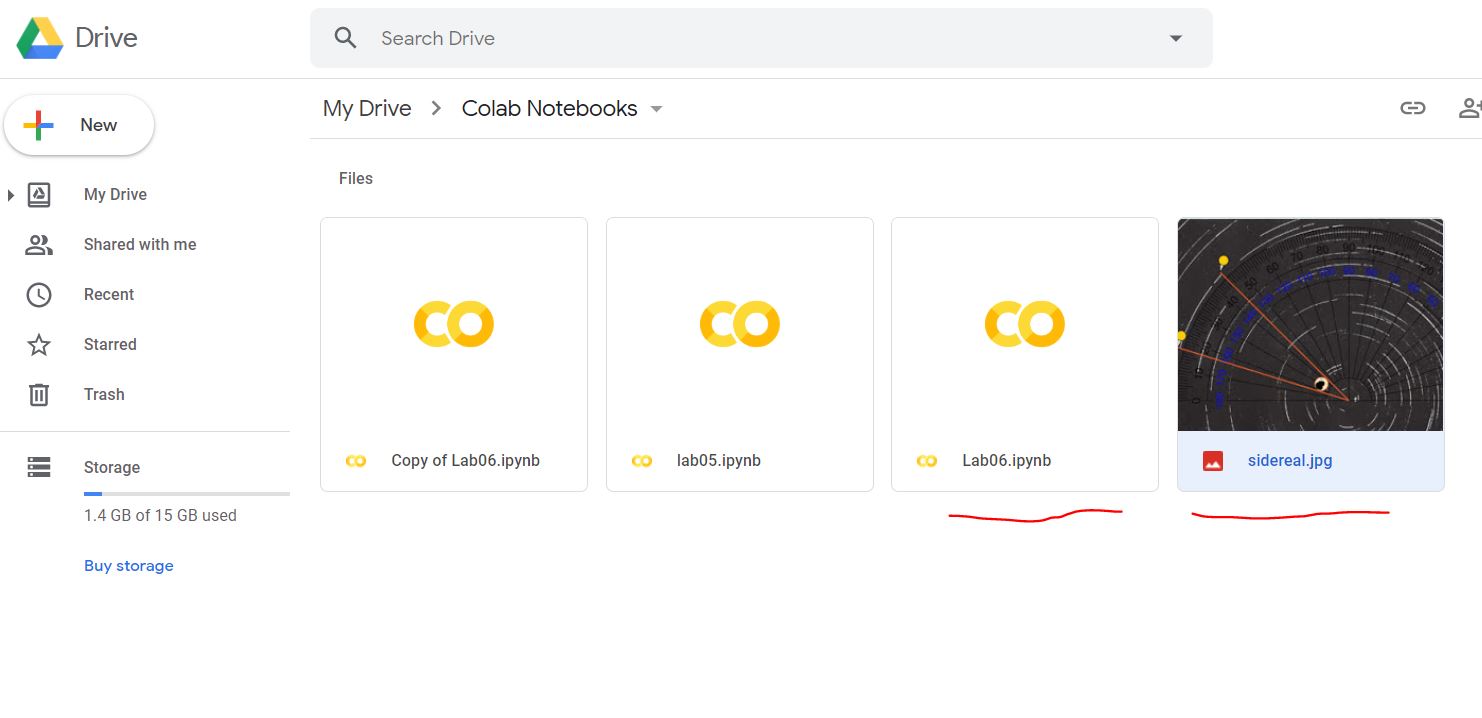 Drive
Search Drive
My Drive
Colab Notebooks
New
Files
My Drive
Shared with me
Recent
Starred
Trash
Storage
1.4 GB of 15 GB used
Buy storage
Copy of Lab06.ipynb
lab05.ipynb
Lab06.ipynb
sidereal.jpg